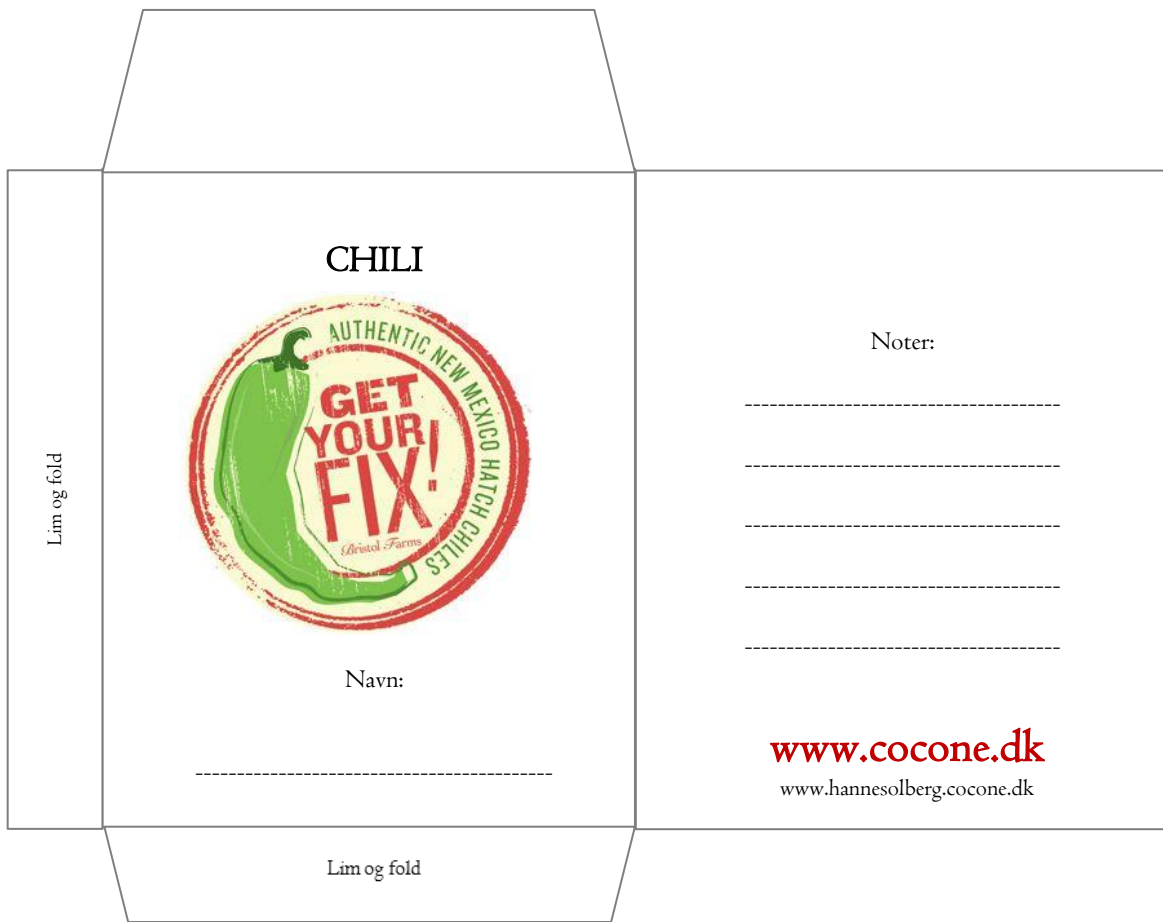 CHILI
AUTHENTIC NEW MEXICO HATCH CHILES
GET
YOUR
FIX!
Bristol Farms
Navn:
-------------------------------------------
Lim og fold
Lim og fold
Noter:
--------------------------------------
--------------------------------------
--------------------------------------
--------------------------------------
--------------------------------------
www.cocone.dk
www.hannesolberg.cocone.dk